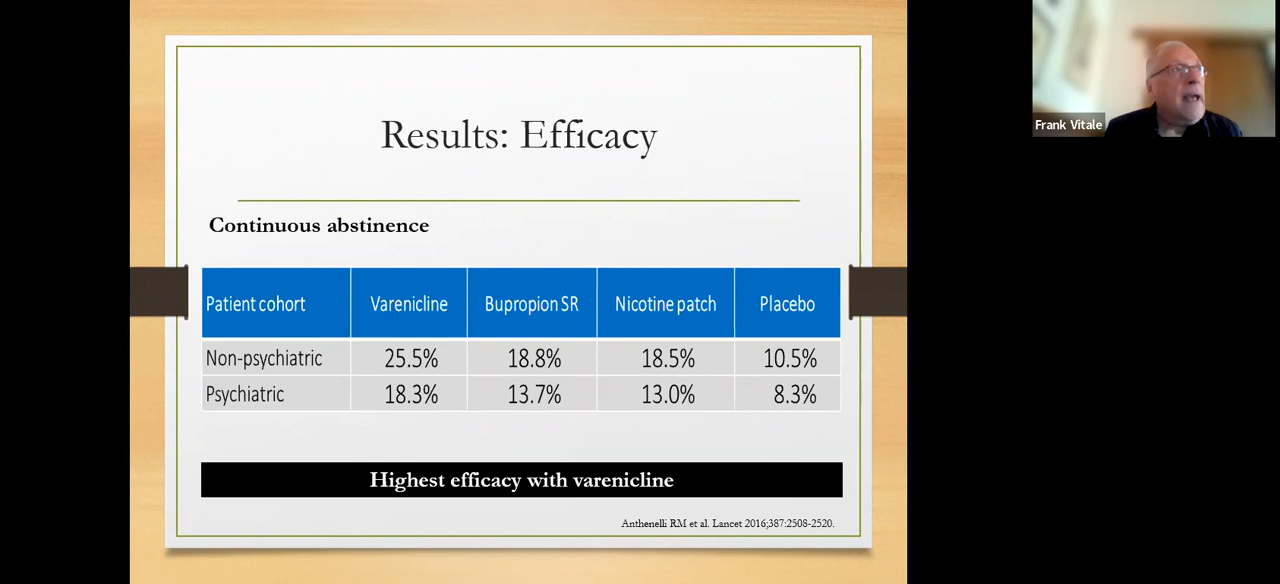 Results: Efficacy
Continuous abstinence
Patient cohort Varenicline Bupropion SR Nicotine patch Placebo
Non-psychiatric 25.5% 18.8% 18.5% 10.5%
Psychiatric 18.3% 13.7% 13.0% 8.3%
Highest efficacy with varenicline
Anthenelli RM et al. Lancet 2016;387:2508-2520.
Frank Vitale